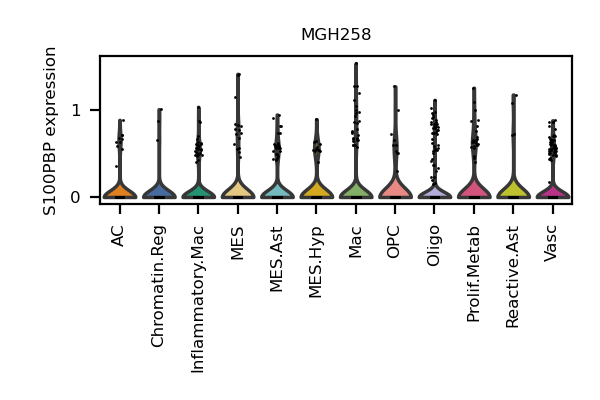 MGH258
S100PBP expression
1
0
AC
Chromatin.Reg
Inflammatory.Mac
MES
MES.Ast
MES.Hyp
Mac
OPC
Oligo
Prolif.Metab
Reactive.Ast
Vasc